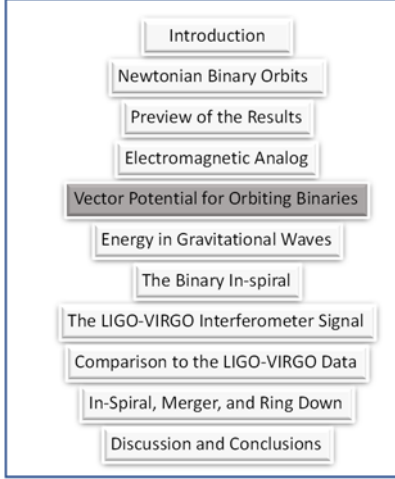 Introduction
Newtonian Binary Orbits
Preview of the Results
Electromagnetic Analog
Vector Potential for Orbiting Binaries
Energy in Gravitational Waves
The Binary In-spiral
The LIGO-VIRGO Interferometer Signal
Comparison to the LIGO-VIRGO Data
In-Spiral, Merger, and Ring Down
Discussion and Conclusions